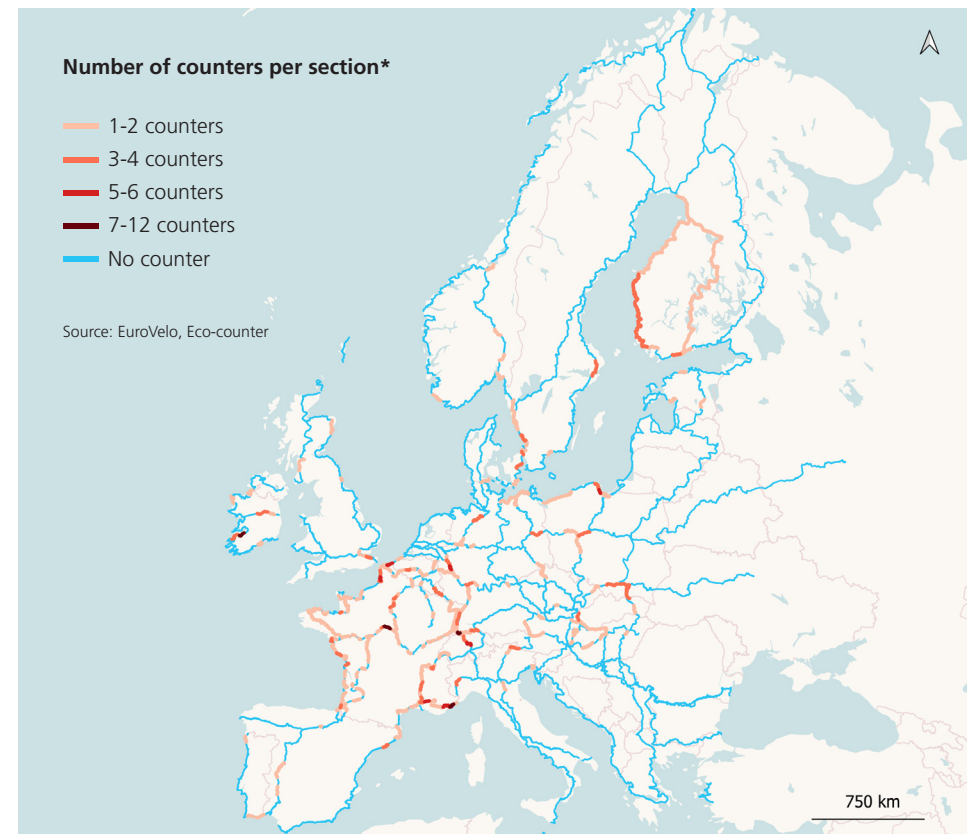 Number of counters per section*
1-2 counters
3-4 counters
5-6 counters
7-12 counters
No counter
Source: EuroVelo, Eco-counter
750 km